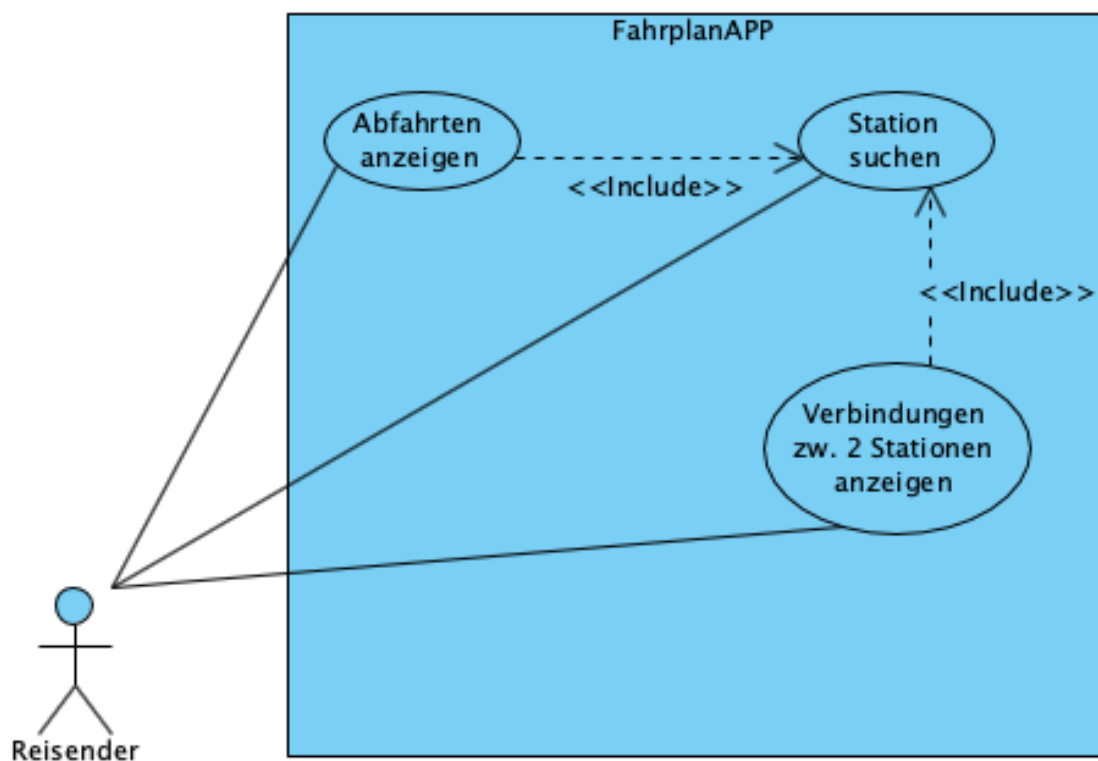 FahrplanAPP
Abfahrten
anzeigen
Station
suchen
<<Include>>
<<Include>>
Verbindungen
zw. 2 Stationen
anzeigen
Reisender